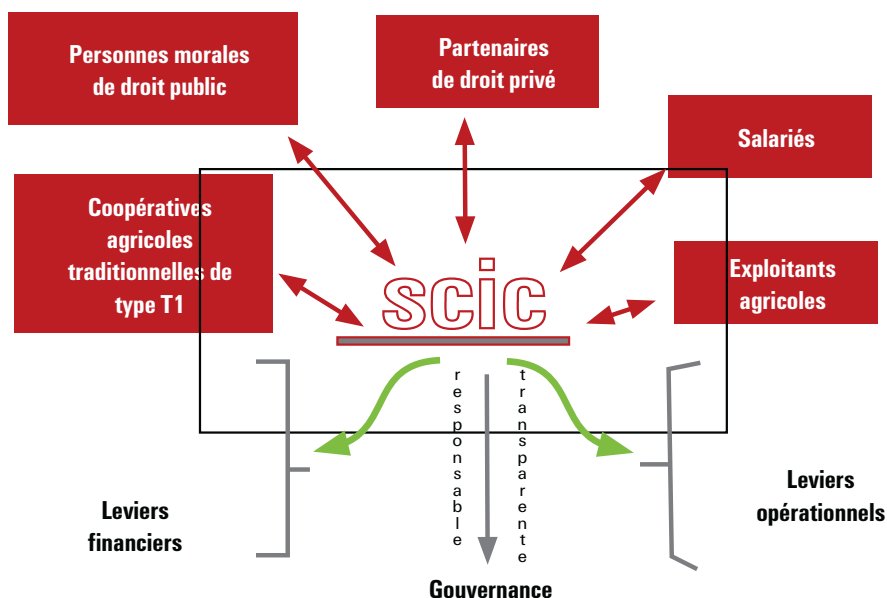 Personnes morales
de droit public
Partenaires
de droit privé
Salariés
Coopératives
agricoles
traditionnelles de
type T1
scic
Exploitants
agricoles
responsable
transparente
Leviers
financiers
Leviers
opérationnels
Gouvernance